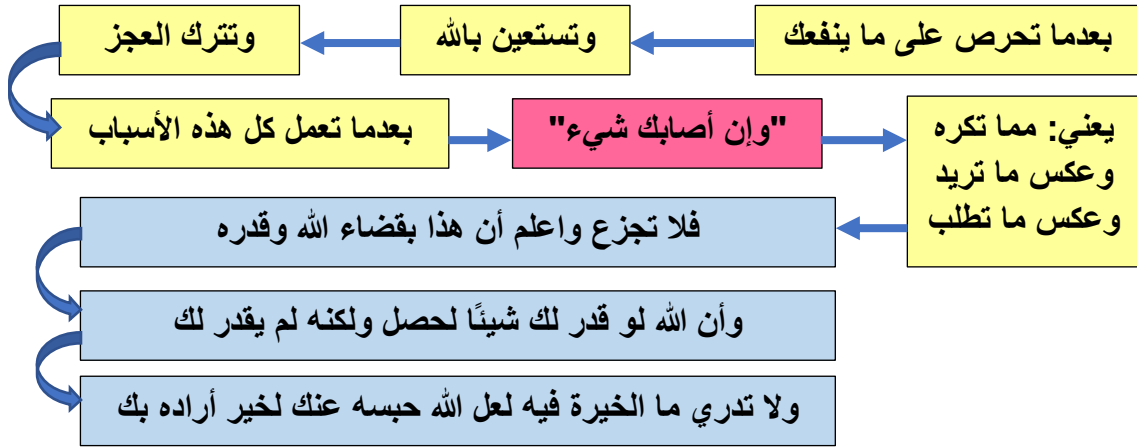 بعدما تحرص على ما ينفعك
وتستعين بالله
وتترك العجز
بعدما تعمل كل هذه الأسباب
"وإن أصابك شيء"
يعني: مما تكره
وعكس ما تريد
وعكس ما تطلب
فلا تجزع واعلم أن هذا بقضاء الله وقدره
وأن الله لو قدر لك شيئًا لحصل ولكنه لم يقدر لك
ولا تدري ما الخيرة فيه لعل الله حبسه عنك لخير أراده بك